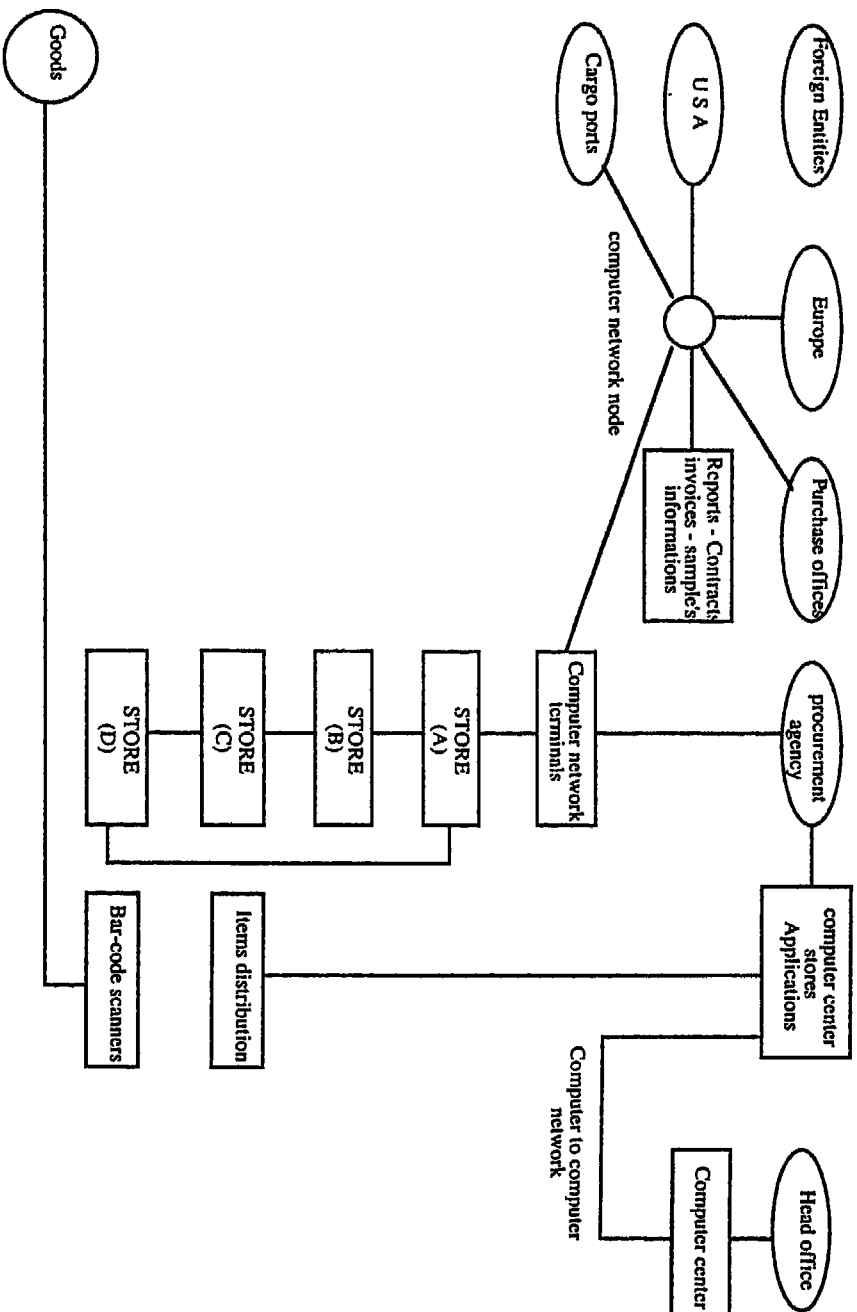 Foreign Entities
Europe
Purchase offices
procurement
agency
computer center
stores
Applications
Head office
U S A
Reports - Contracts
invoices - sample's
informations
Computer center
Cargo ports
computer network node
Computer network
terminals
Computer to computer
network
STORE
(A)
STORE
(B)
STORE
(C)
STORE
(D)
Items distribution
Bar-code scanners
Goods